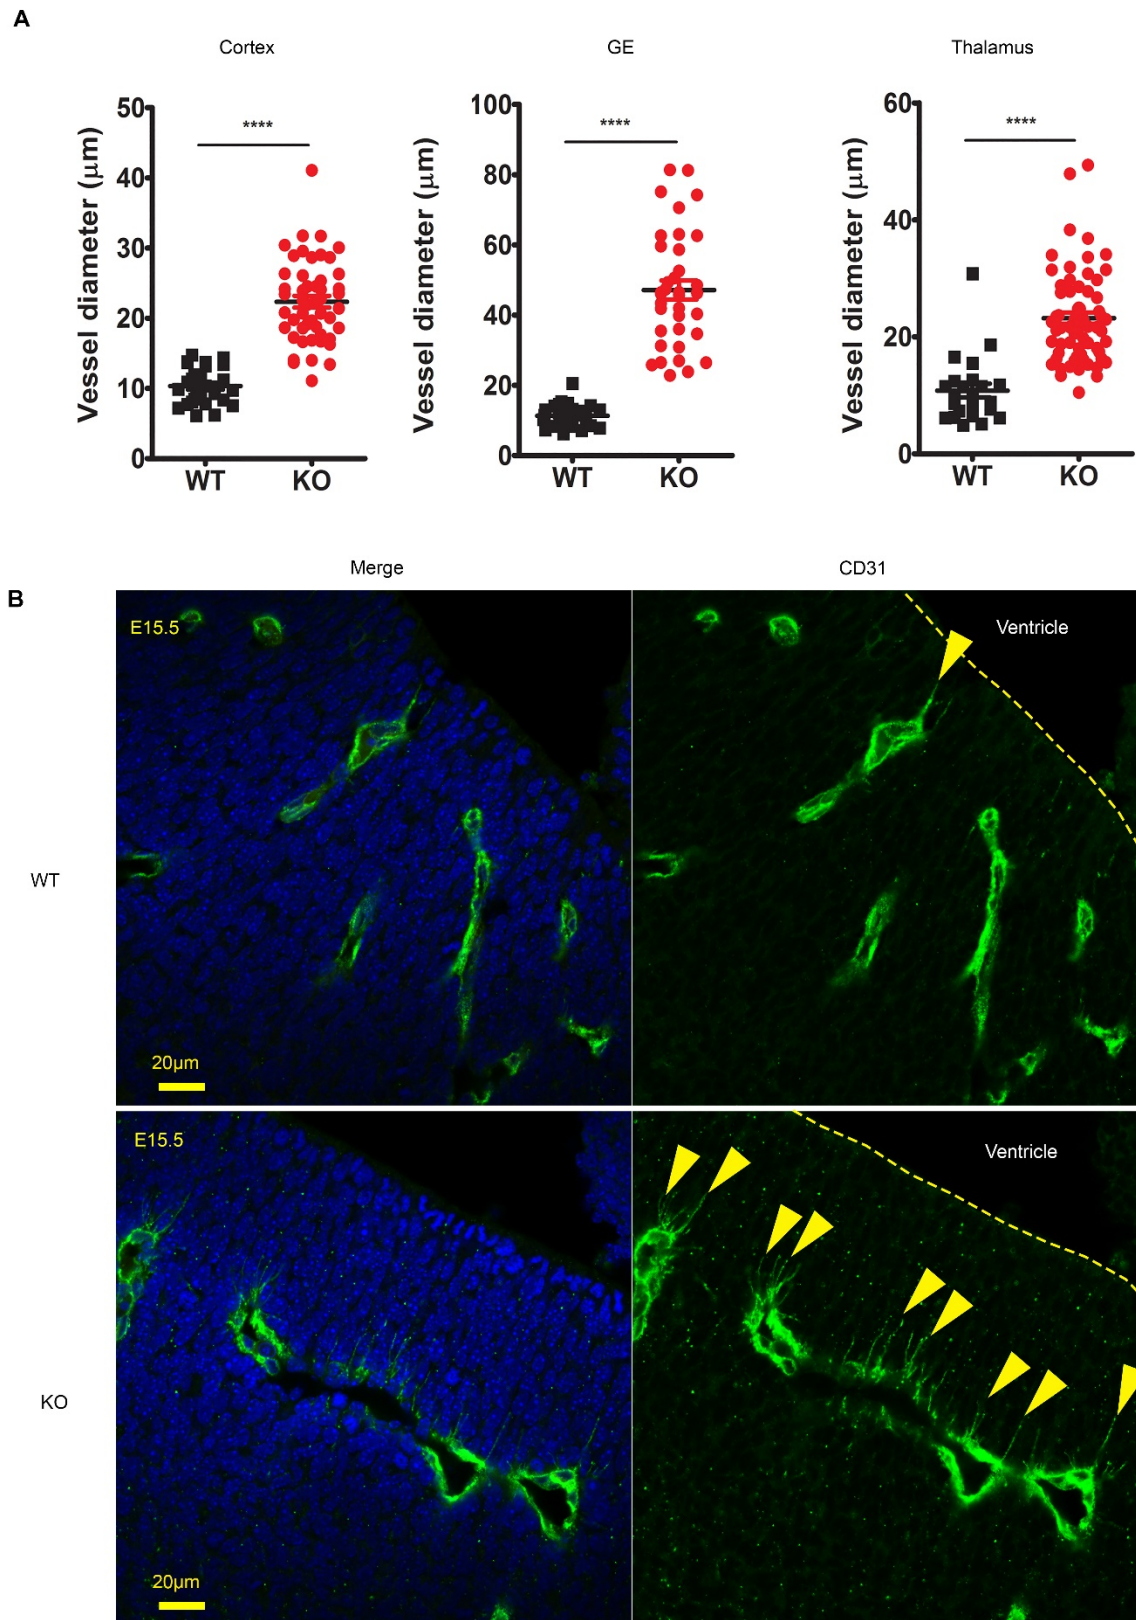 A
Cortex
GE
Thalamus
Vessel diameter (μm)
50
40
30
20
10
0
****
WT
KO
Vessel diameter (μm)
100
80
60
40
20
0
****
WT
KO
Vessel diameter (μm)
60
40
20
0
****
WT
KO
B
Merge
CD31
WT
E15.5
20μm
Ventricle
KO
E15.5
20μm
Ventricle